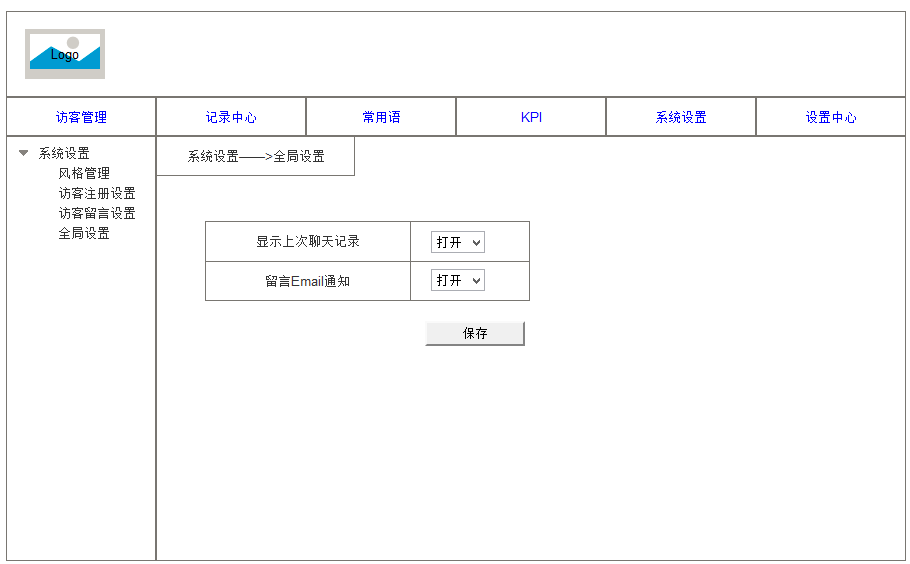 Logo
访客管理 记录中心 常用语 KPI 系统设置 设置中心
系统设置
风格管理
访客注册设置
访客留言设置
全局设置
系统设置——>全局设置
显示上次聊天记录 打开
留言Email通知 打开
保存